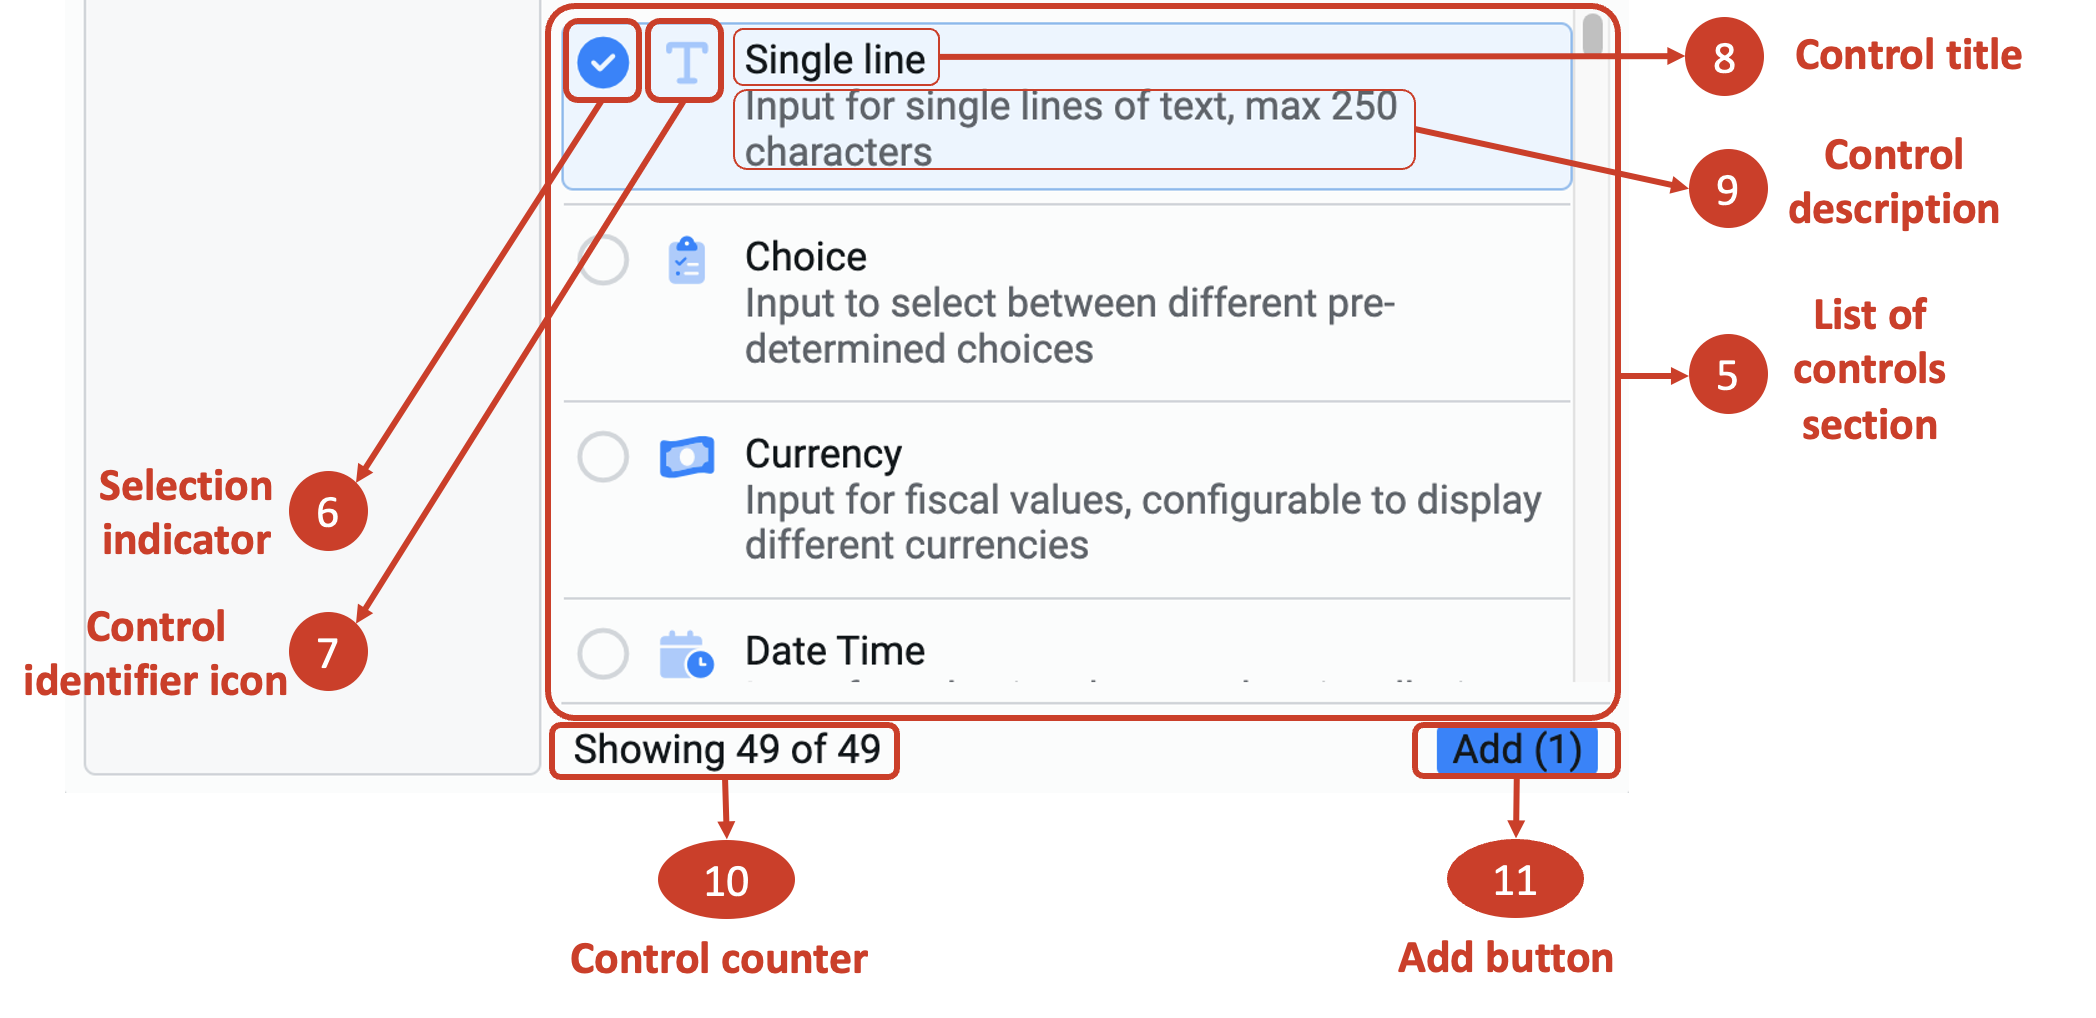 Single line
Input for single lines of text, max 250
characters
Choice
Input to select between different pre-
determined choices
Currency
Input for fiscal values, configurable to display
different currencies
Date Time
Showing 49 of 49
Add (1)
8
Control title
9
Control
description
5
List of
controls
section
6
Selection
indicator
7
Control
identifier icon
10
Control counter
11
Add button